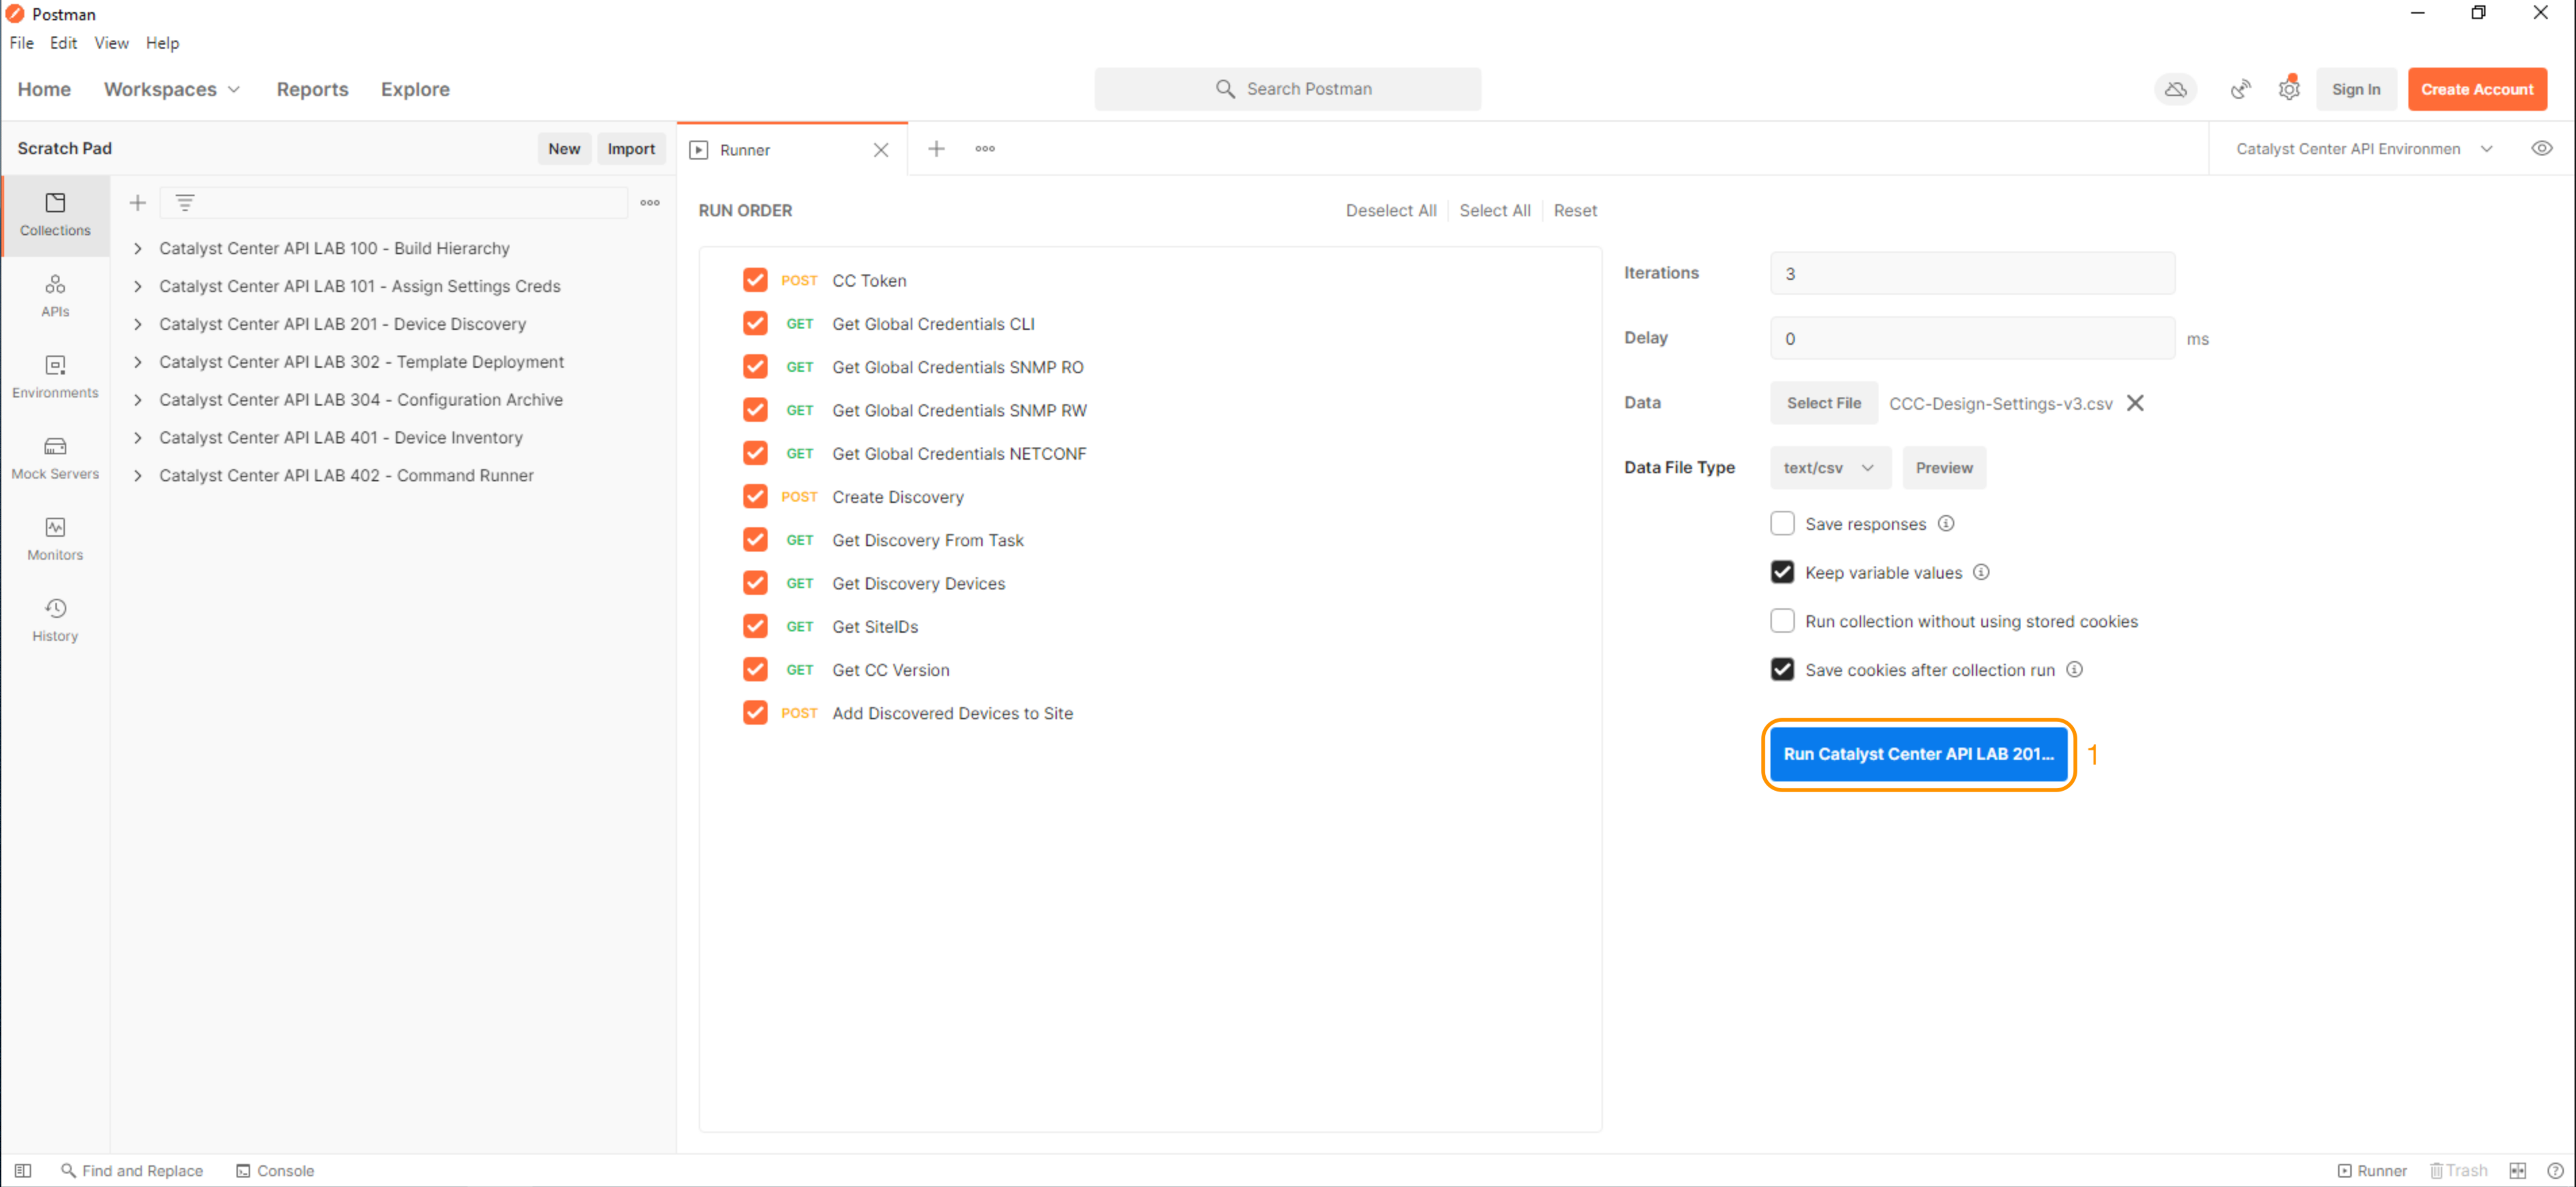 Postman
File Edit View Help
Home Workspaces Reports Explore
Search Postman
Sign In
Create Account
Scratch Pad
New
Import
Runner
Catalyst Center API Environmen
Collections
APIs
Environments
Mock Servers
Monitors
History
Catalyst Center API LAB 100 - Build Hierarchy
Catalyst Center API LAB 101 - Assign Settings Creds
Catalyst Center API LAB 201 - Device Discovery
Catalyst Center API LAB 302 - Template Deployment
Catalyst Center API LAB 304 - Configuration Archive
Catalyst Center API LAB 401 - Device Inventory
Catalyst Center API LAB 402 - Command Runner
RUN ORDER
Deselect All Select All Reset
POST CC Token
GET Get Global Credentials CLI
GET Get Global Credentials SNMP RO
GET Get Global Credentials SNMP RW
GET Get Global Credentials NETCONF
POST Create Discovery
GET Get Discovery From Task
GET Get Discovery Devices
GET Get SiteIDs
GET Get CC Version
POST Add Discovered Devices to Site
Iterations 3
Delay 0 ms
Data Select File CCC-Design-Settings-v3.csv
Data File Type text/csv Preview
Save responses
Keep variable values
Run collection without using stored cookies
Save cookies after collection run
Run Catalyst Center API LAB 201... 1
Find and Replace Console
Runner Trash